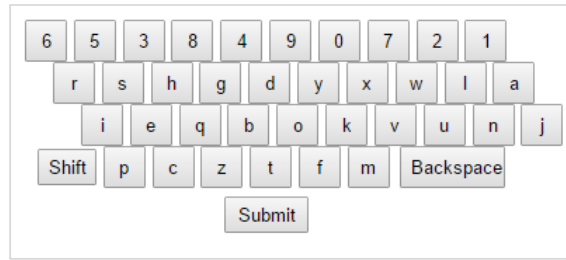 6 5 3 8 4 9 0 7 2 1
r s h g d y x w l a
i e q b o k v u n j
Shift p c z t f m Backspace
Submit